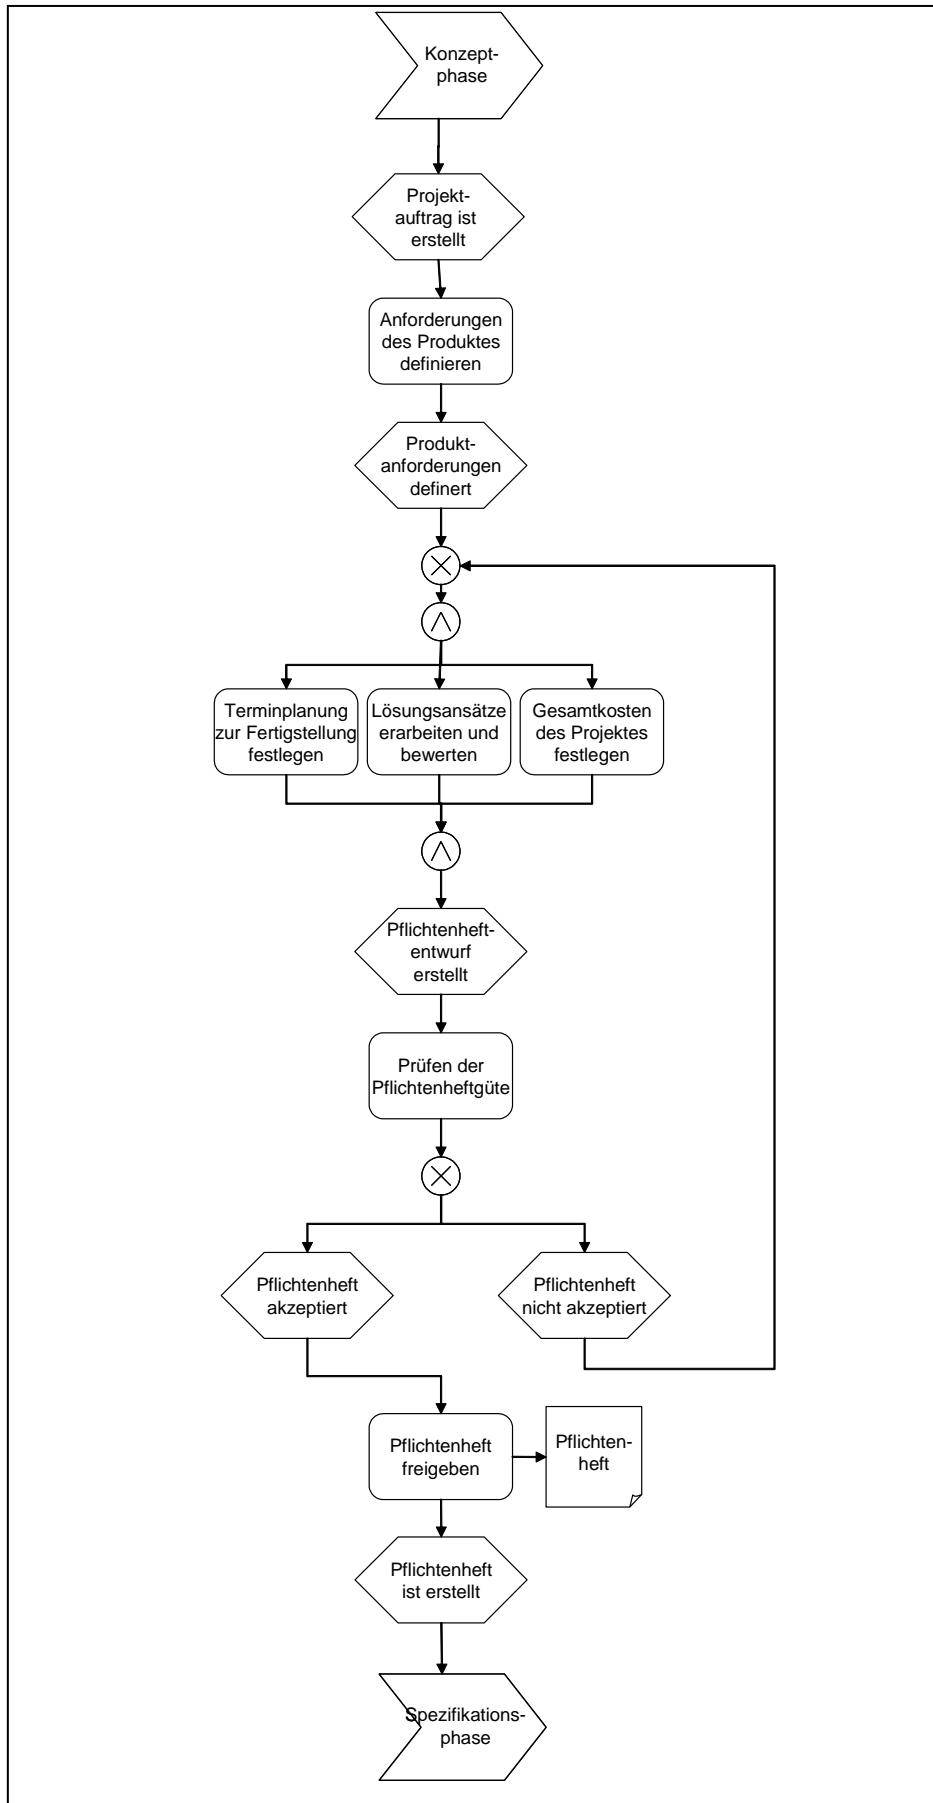 Konzept-
phase
Projekt-
auftrag ist
erstellt
Anforderungen
des Produktes
definieren
Produkt-
anforderungen
definert
Terminplanung
zur Fertigstellung
festlegen
Lösungsansätze
erarbeiten und
bewerten
Gesamtkosten
des Projektes
festlegen
Pflichtenheft-
entwurf
erstellt
Prüfen der
Pflichtenheftgüte
Pflichtenheft
akzeptiert
Pflichtenheft
nicht akzeptiert
Pflichtenheft
freigeben
Pflichten-
heft
Pflichtenheft
ist erstellt
Spezifikations-
phase